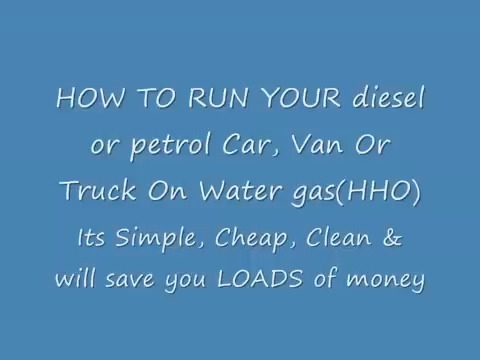 HOW TO RUN YOUR diesel
or petrol Car, Van Or
Truck On Water gas(HHO)
Its Simple, Cheap, Clean &
will save you LOADS of money